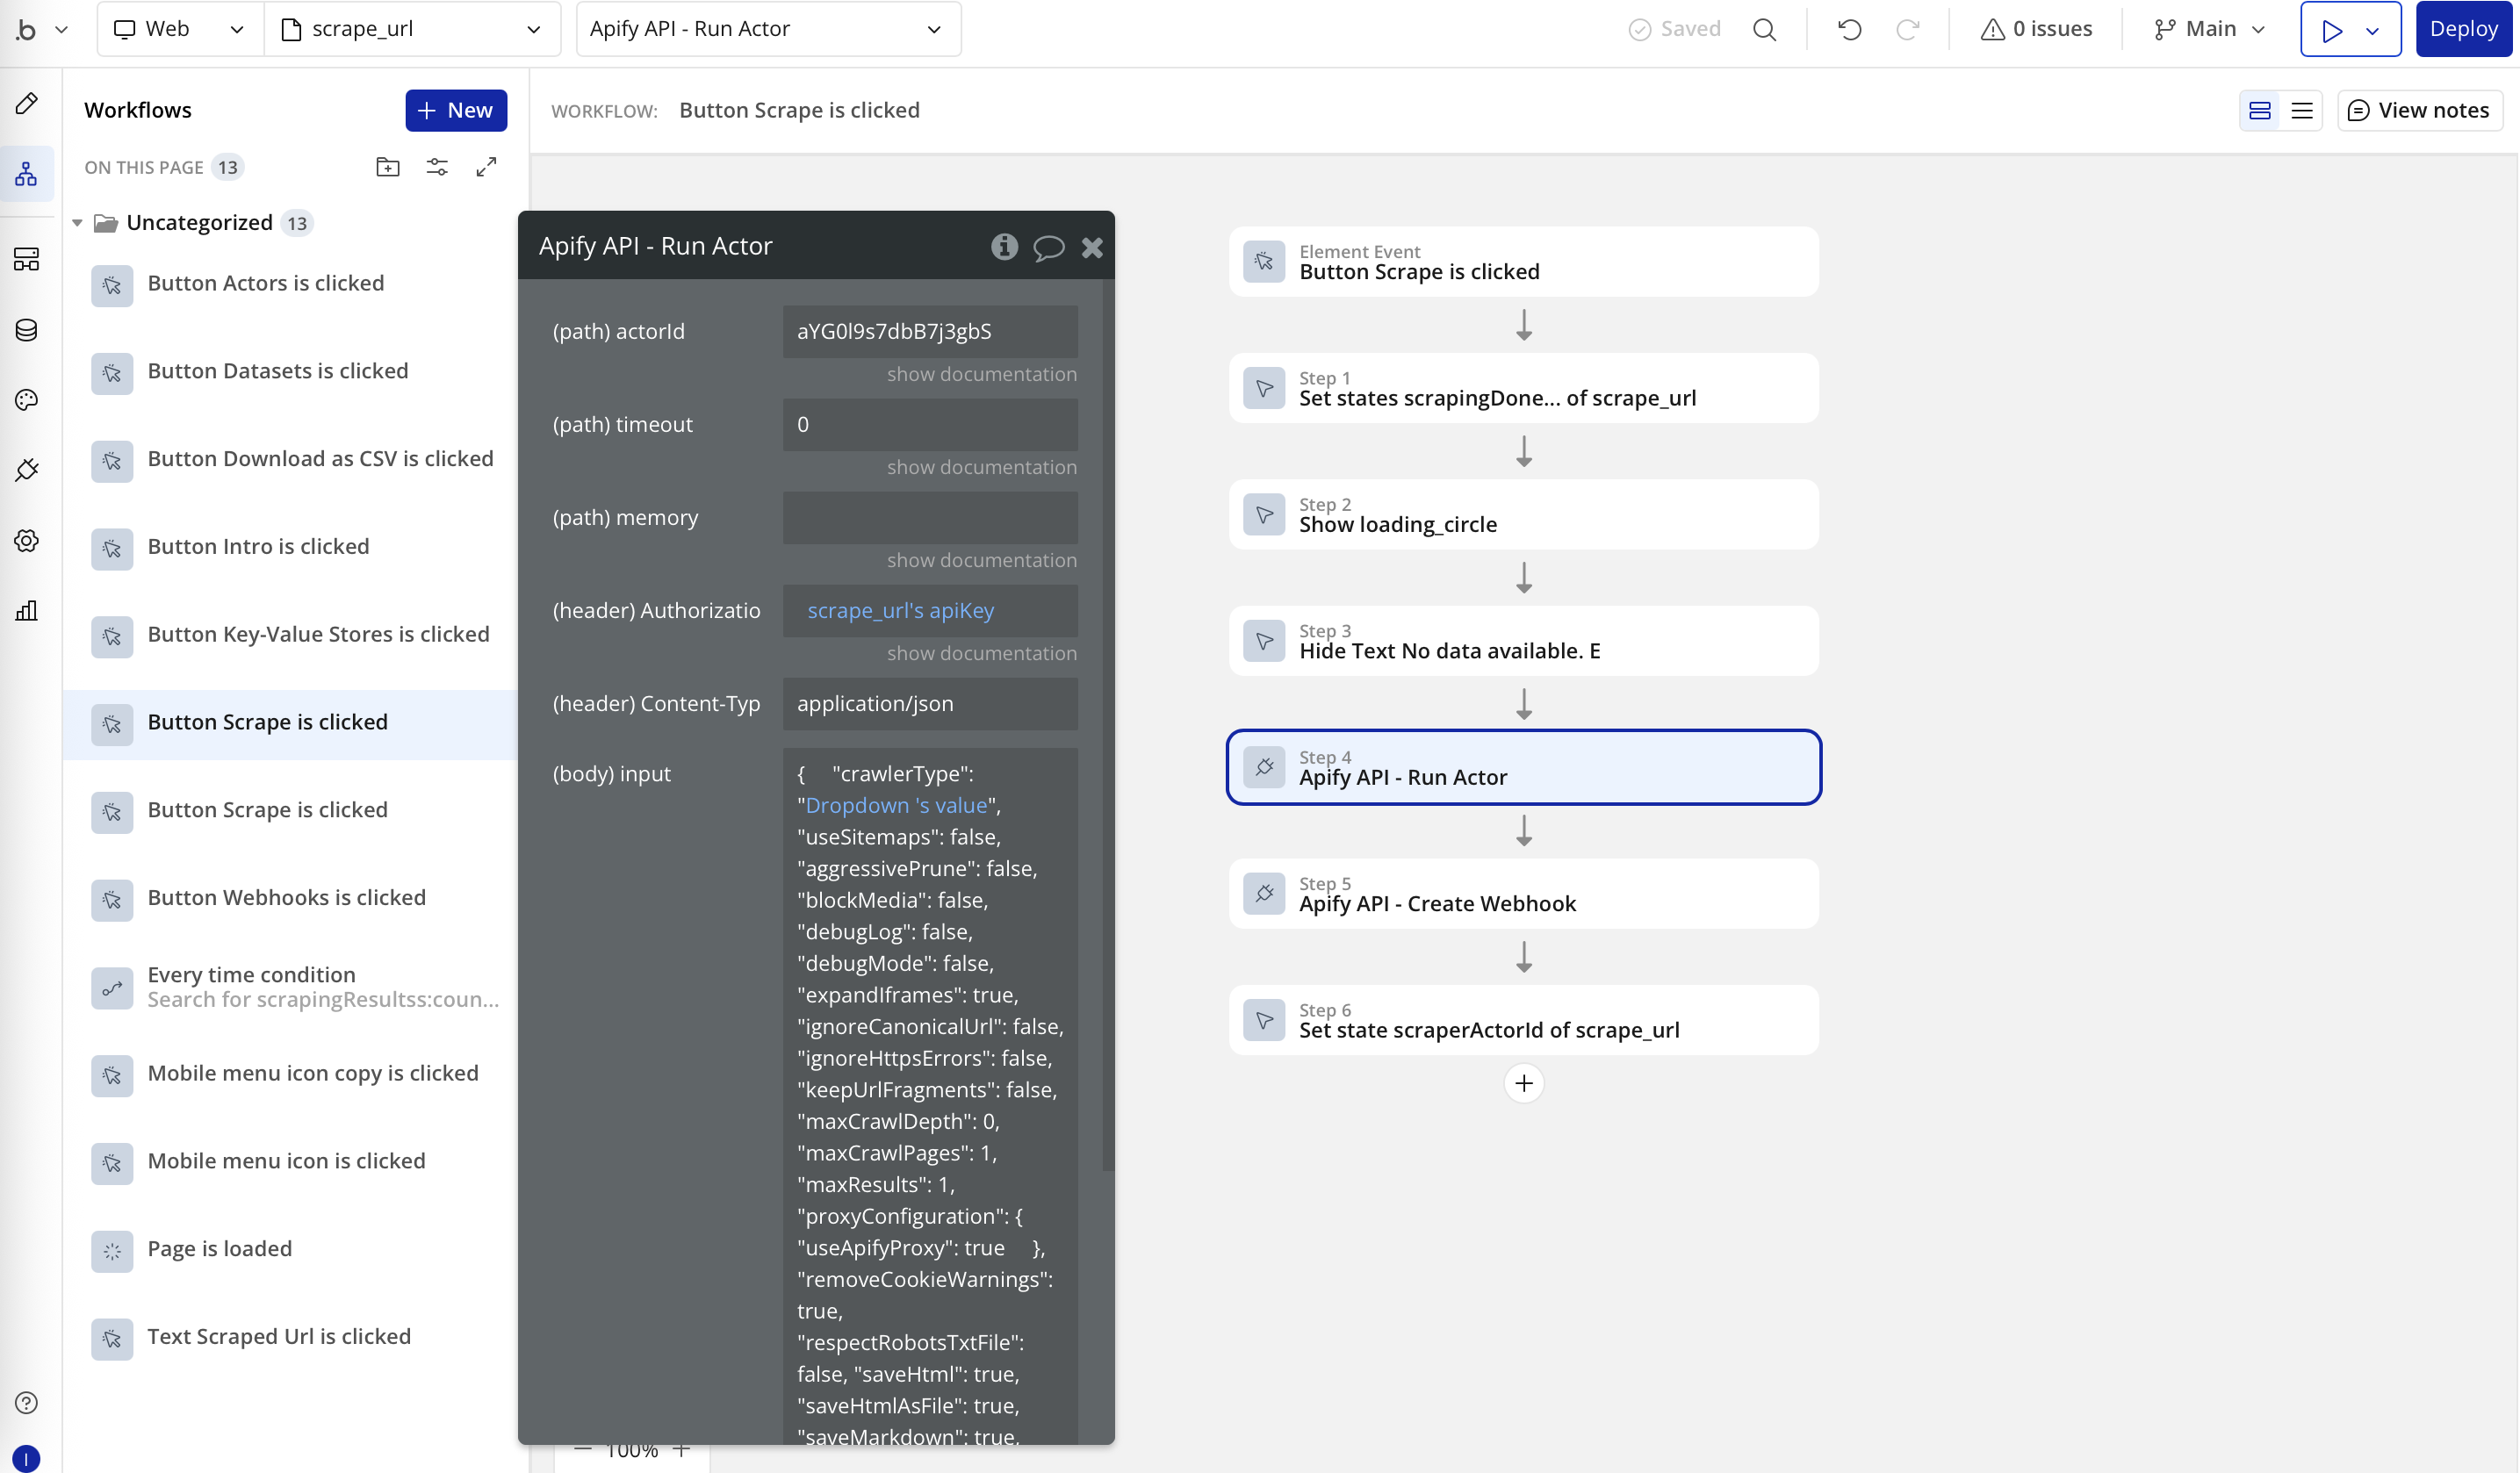 .b
Web
scrape_url
Apify API - Run Actor
Saved
0 issues
Main
Deploy
Workflows
New
WORKFLOW:
Button Scrape is clicked
View notes
ON THIS PAGE 13
Uncategorized 13
Button Actors is clicked
Button Datasets is clicked
Button Download as CSV is clicked
Button Intro is clicked
Button Key-Value Stores is clicked
Button Scrape is clicked
Button Scrape is clicked
Button Webhooks is clicked
Every time condition
Search for scrapingResultss:coun...
Mobile menu icon copy is clicked
Mobile menu icon is clicked
Page is loaded
Text Scraped Url is clicked
I
Apify API - Run Actor
(path) actorId
aYG0l9s7dbB7j3gbS
show documentation
(path) timeout
0
show documentation
(path) memory
show documentation
(header) Authorizatio
scrape_url's apiKey
show documentation
(header) Content-Typ
application/json
(body) input
{ "crawlerType":
"Dropdown 's value",
"useSitemaps": false,
"aggressivePrune": false,
"blockMedia": false,
"debugLog": false,
"debugMode": false,
"expandIframes": true,
"ignoreCanonicalUrl": false,
"ignoreHttpsErrors": false,
"keepUrlFragments": false,
"maxCrawlDepth": 0,
"maxCrawlPages": 1,
"maxResults": 1,
"proxyConfiguration": {
"useApifyProxy": true },
"removeCookieWarnings":
true,
"respectRobotsTxtFile":
false, "saveHtml": true,
"saveHtmlAsFile": true,
"saveMarkdown": true,
100%
Element Event
Button Scrape is clicked
Step 1
Set states scrapingDone... of scrape_url
Step 2
Show loading_circle
Step 3
Hide Text No data available. E
Step 4
Apify API - Run Actor
Step 5
Apify API - Create Webhook
Step 6
Set state scraperActorId of scrape_url